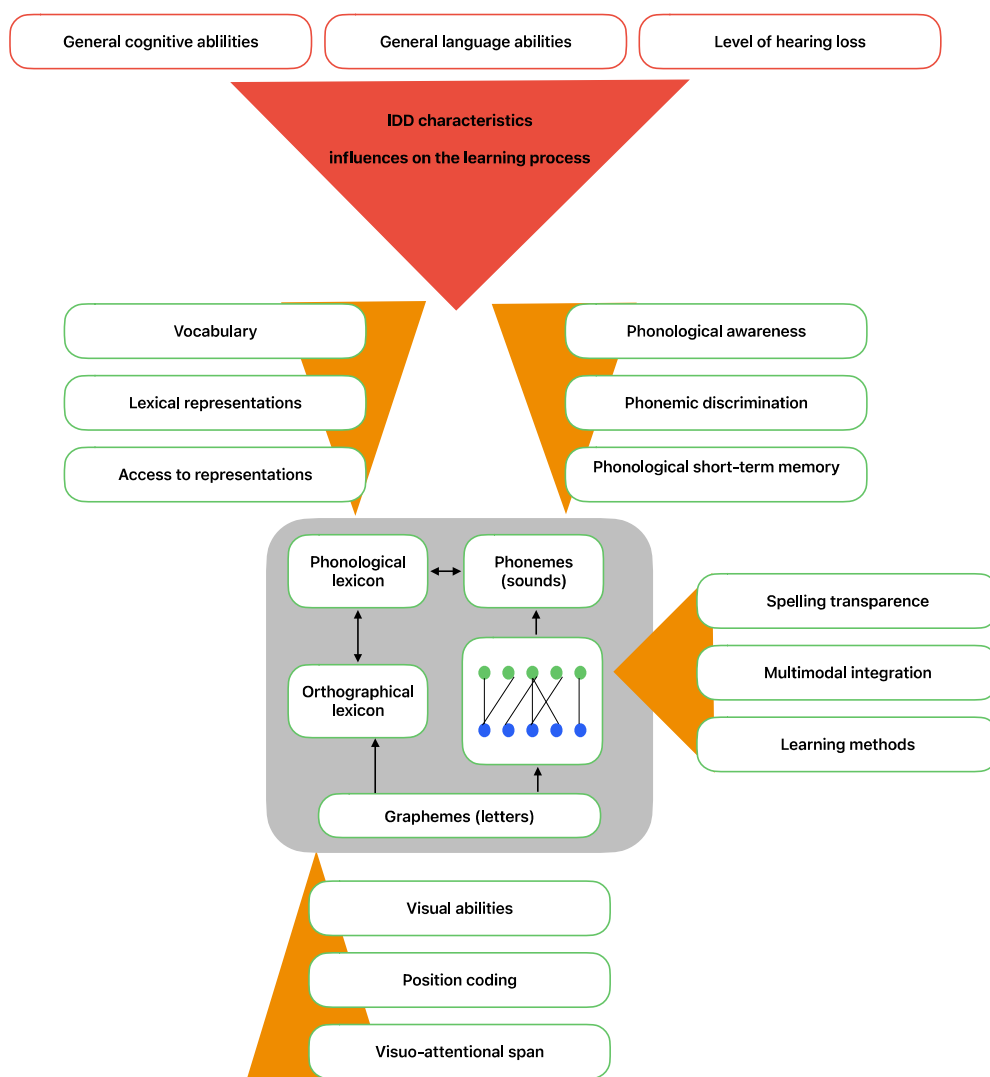 General cognitive ablilities
General language abilities
Level of hearing loss
IDD characteristics
influences on the learning process
Vocabulary
Lexical representations
Access to representations
Phonological awareness
Phonemic discrimination
Phonological short-term memory
Phonological
lexicon
Phonemes
(sounds)
Orthographical
lexicon
Graphemes (letters)
Spelling transparence
Multimodal integration
Learning methods
Visual abilities
Position coding
Visuo-attentional span